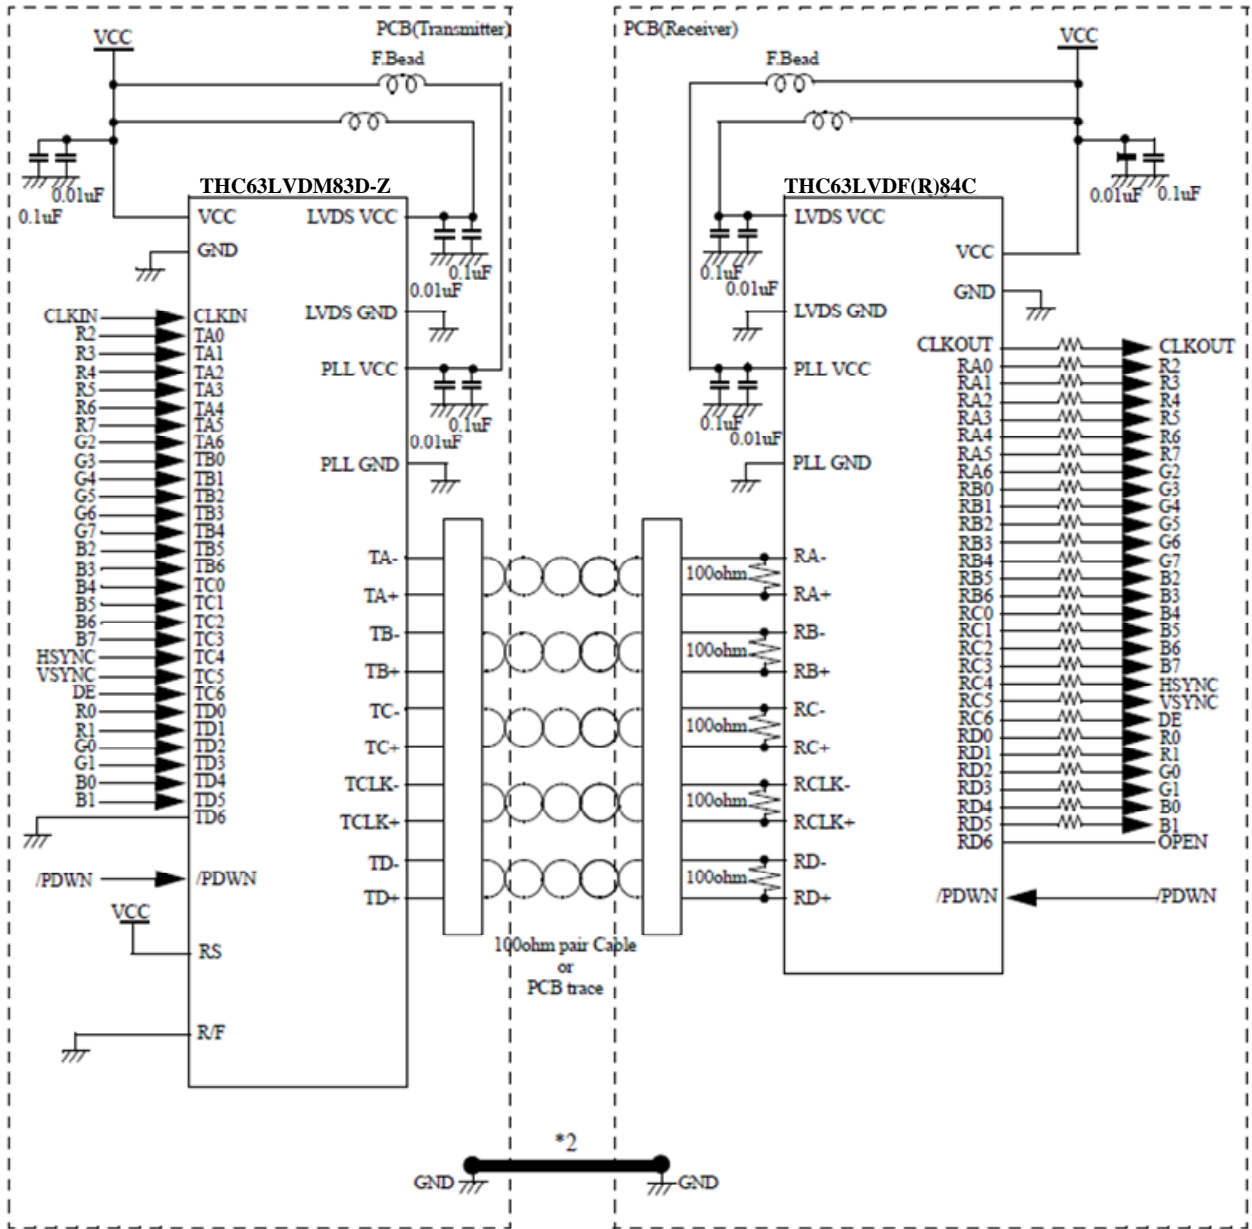 PCB(Transmitter)
PCB(Receiver)
VCC
VCC
F.Bead
F.Bead
0.01uF
0.1uF
0.01uF
0.1uF
THC63LVDM83D-Z
THC63LVDF(R)84C
VCC
LVDS VCC
LVDS VCC
GND
VCC
0.1uF
0.01uF
0.1uF
0.01uF
GND
LVDS GND
LVDS GND
CLKIN
CLKIN
R2
TA0
R3
TA1
R4
TA2
R5
TA3
R6
TA4
R7
TA5
G2
TA6
G3
TB0
G4
TB1
G5
TB2
G6
TB3
G7
TB4
B2
TB5
B3
TB6
B4
TC0
B5
TC1
B6
TC2
B7
TC3
HSYNC
TC4
VSYNC
TC5
DE
TC6
R0
TD0
R1
TD1
G0
TD2
G1
TD3
B0
TD4
B1
TD5
TD6
/PDWN
/PDWN
VCC
RS
R/F
PLL VCC
0.1uF
0.01uF
PLL GND
TA-
TA+
TB-
TB+
TC-
TC+
TCLK-
TCLK+
TD-
TD+
100ohm pair Cable
or
PCB trace
PLL VCC
0.1uF
0.01uF
PLL GND
100ohm
RA-
RA+
100ohm
RB-
RB+
100ohm
RC-
RC+
100ohm
RCLK-
RCLK+
100ohm
RD-
RD+
CLKOUT
CLKOUT
RA0
R2
RA1
R3
RA2
R4
RA3
R5
RA4
R6
RA5
R7
RA6
G2
RB0
G3
RB1
G4
RB2
G5
RB3
G6
RB4
G7
RB5
B2
RB6
B3
RC0
B4
RC1
B5
RC2
B6
RC3
B7
RC4
HSYNC
RC5
VSYNC
RC6
DE
RD0
R0
RD1
R1
RD2
G0
RD3
G1
RD4
B0
RD5
B1
RD6
OPEN
/PDWN
/PDWN
*2
GND
GND